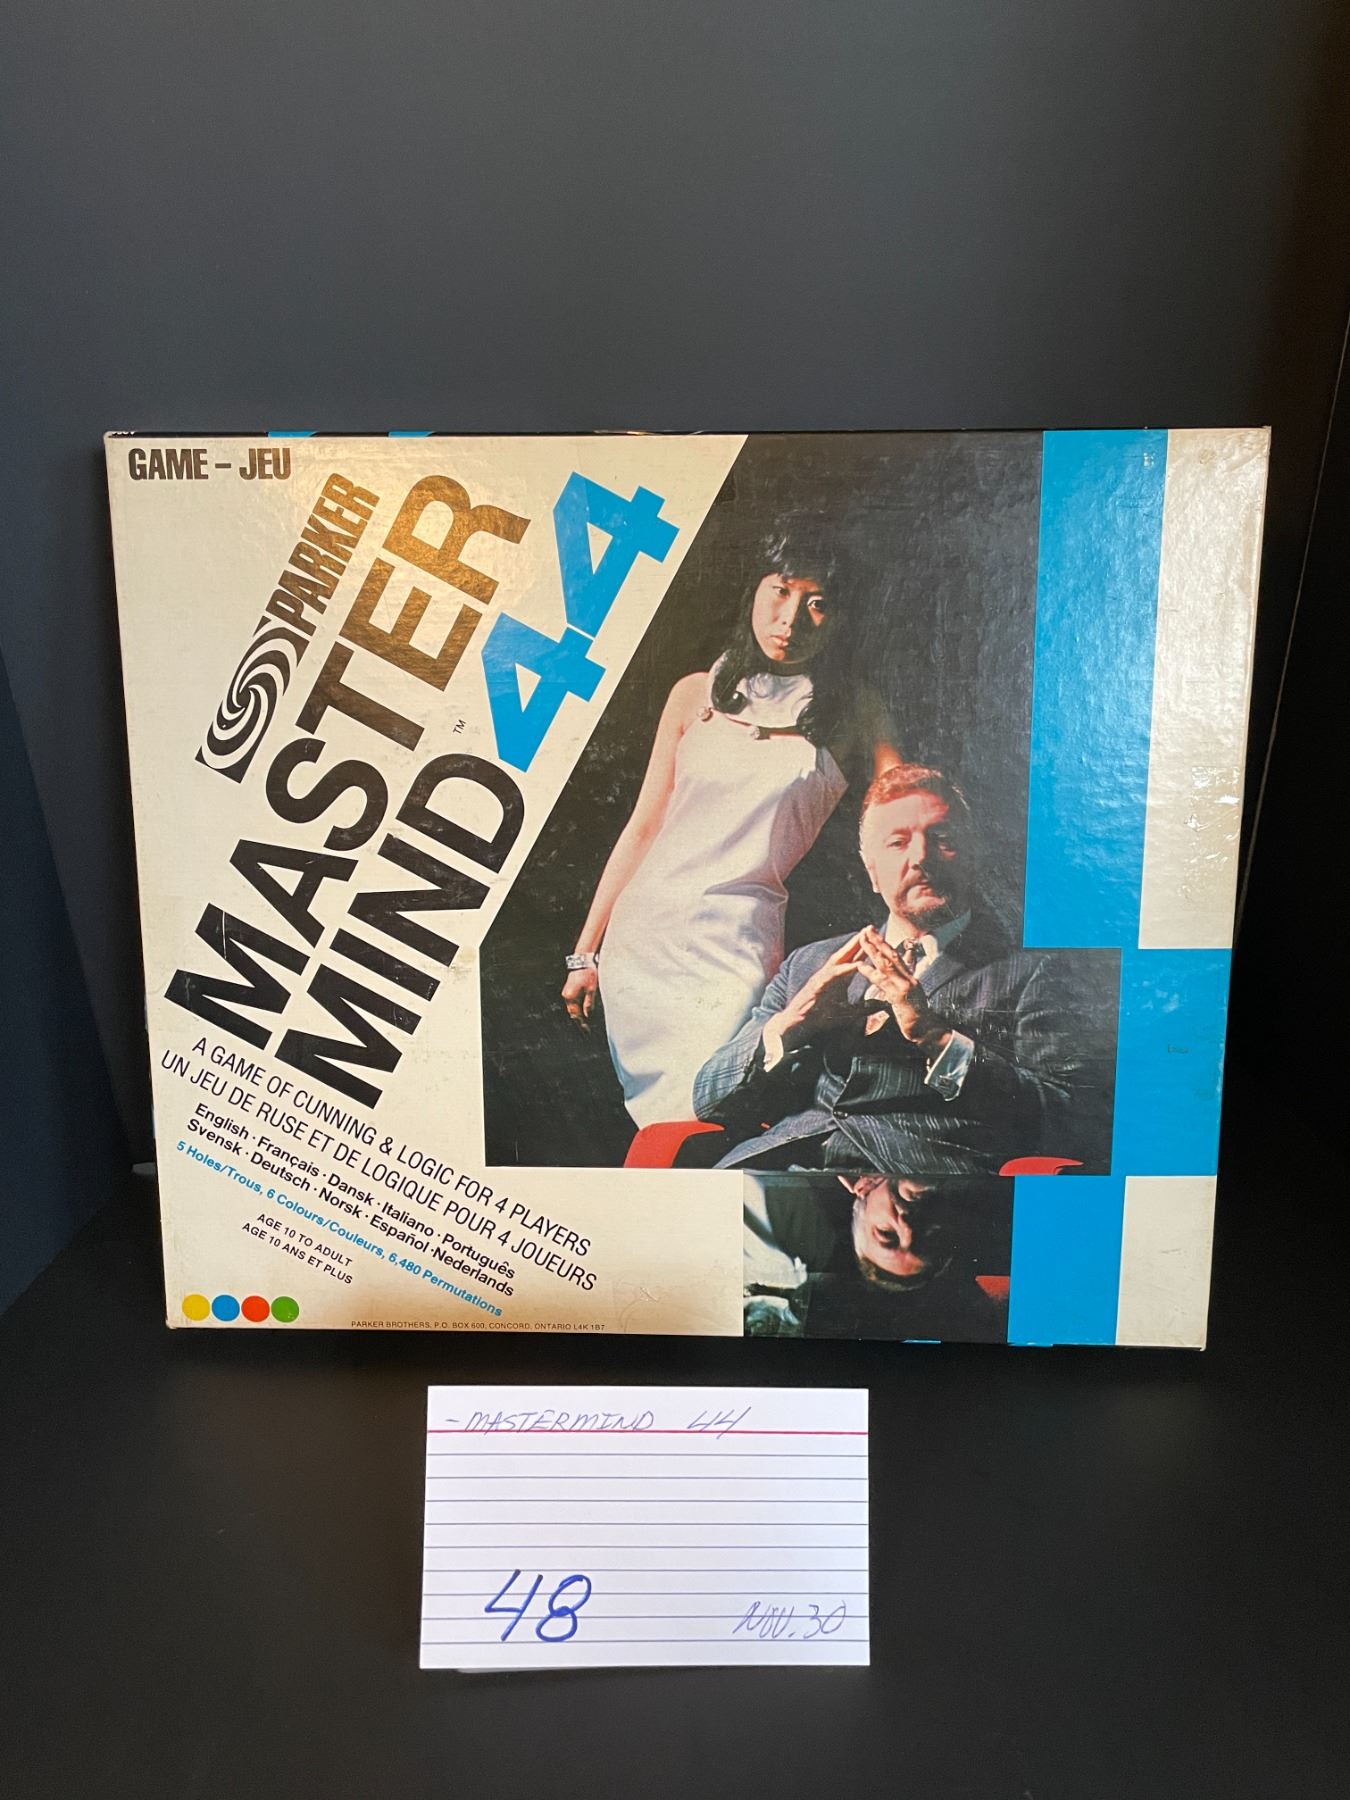 GAME – JEU
PARKER
MASTER
MIND™
44
A GAME OF CUNNING & LOGIC FOR 4 PLAYERS
UN JEU DE RUSE ET DE LOGIQUE POUR 4 JOUEURS
English · Français · Dansk · Italiano · Português
Svensk · Deutsch · Norsk · Español · Nederlands
5 Holes/Trous, 6 Colours/Couleurs, 6,480 Permutations
AGE 10 TO ADULT
AGE 10 ANS ET PLUS
PARKER BROTHERS, P.O. BOX 600, CONCORD, ONTARIO L4K 1B7
- MASTERMIND 44
48
NOV. 30